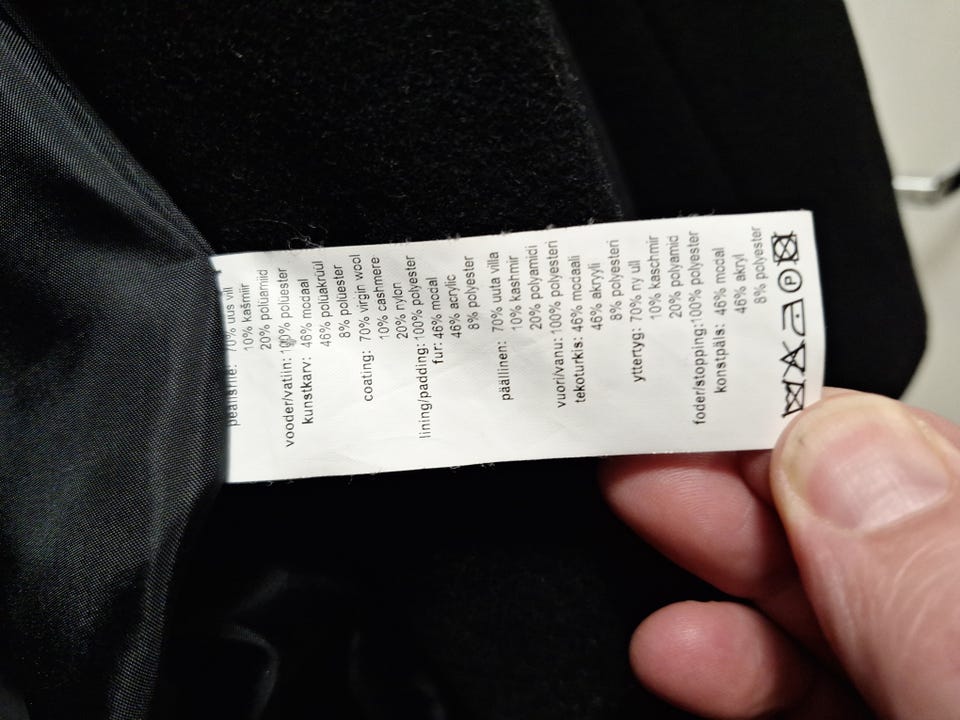 pealisriie: 70% uus vill
10% kašmiir
20% polüamiid
vooder/vatiin: 100% polüester
kunstkarv: 46% modaal
46% polüakrüül
8% polüester
coating: 70% virgin wool
10% cashmere
20% nylon
lining/padding: 100% polyester
fur: 46% modal
46% acrylic
8% polyester
päällinen: 70% uuta villa
10% kashmir
20% polyamidi
vuori/vanu: 100% polyesteri
tekoturkis: 46% modaali
46% akryyli
8% polyesteri
yttertyg: 70% ny ull
10% kaschmir
20% polyamid
foder/stopping:100% polyester
konstpäls: 46% modal
46% akryl
8% polyester
P